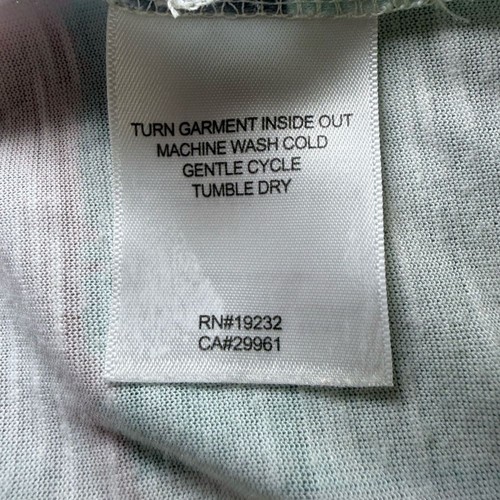 TURN GARMENT INSIDE OUT
MACHINE WASH COLD
GENTLE CYCLE
TUMBLE DRY
RN#19232
CA#29961